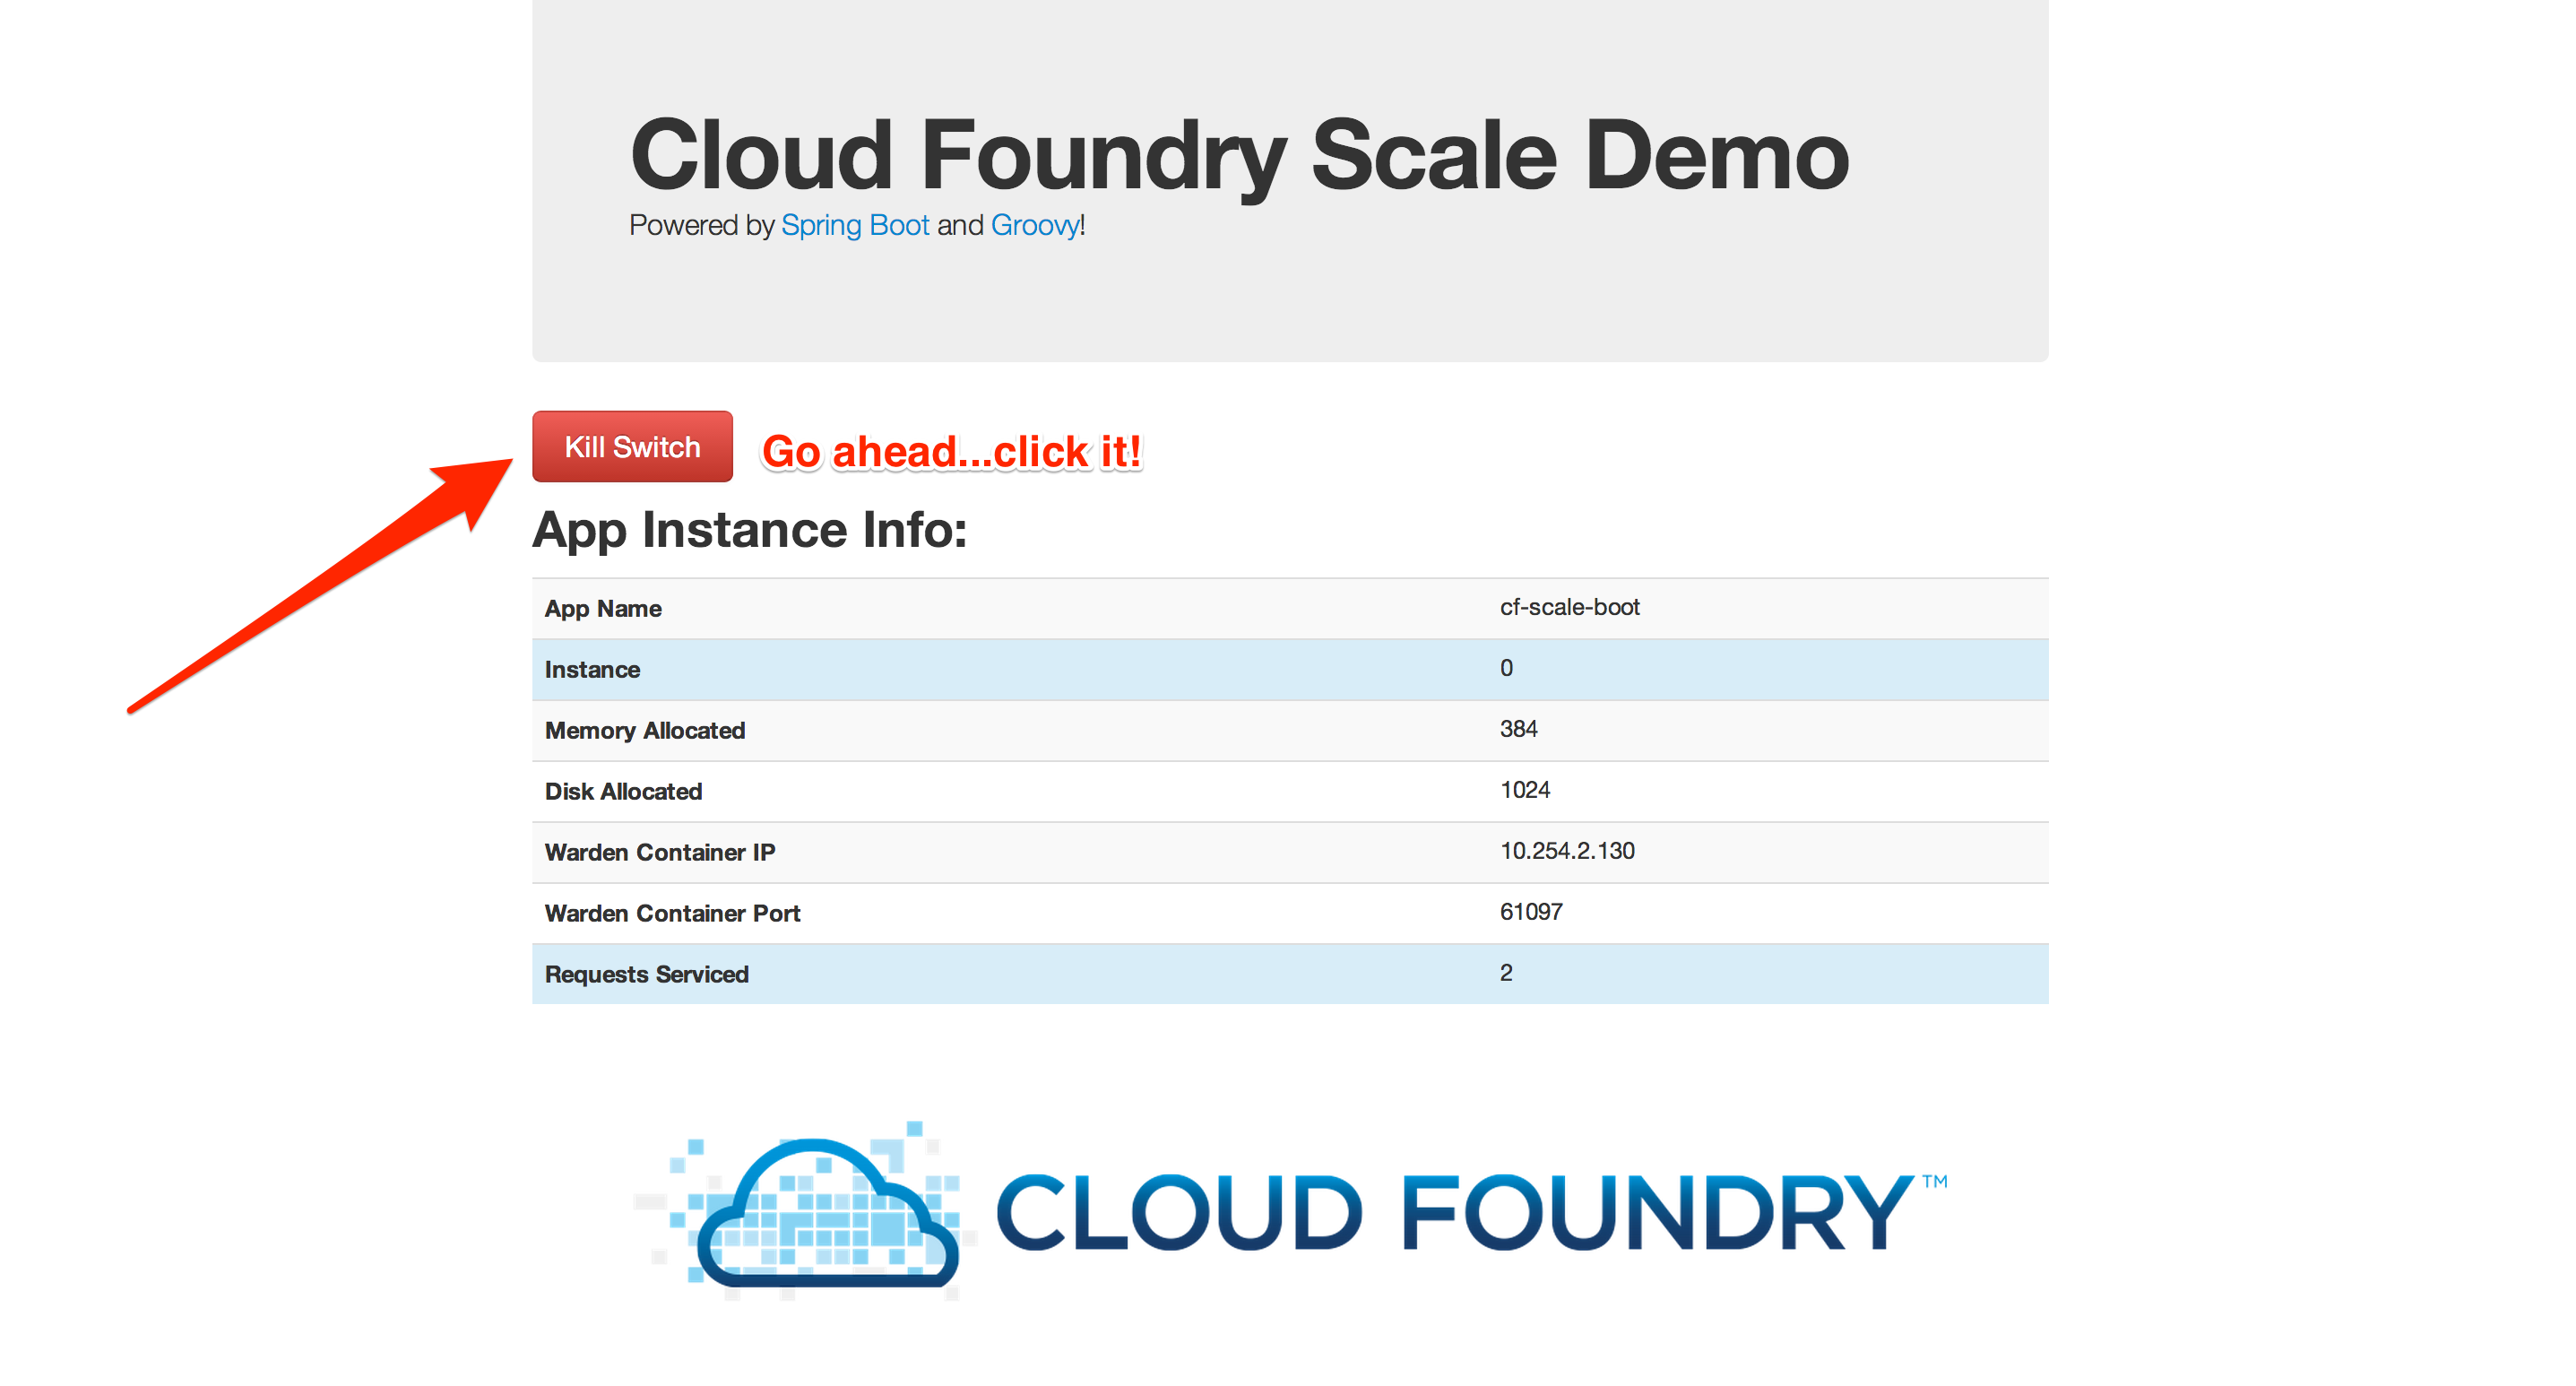 Cloud Foundry Scale Demo
Powered by Spring Boot and Groovy!
Kill Switch Go ahead...click it!
App Instance Info:
App Name cf-scale-boot
Instance 0
Memory Allocated 384
Disk Allocated 1024
Warden Container IP 10.254.2.130
Warden Container Port 61097
Requests Serviced 2
CLOUD FOUNDRY™